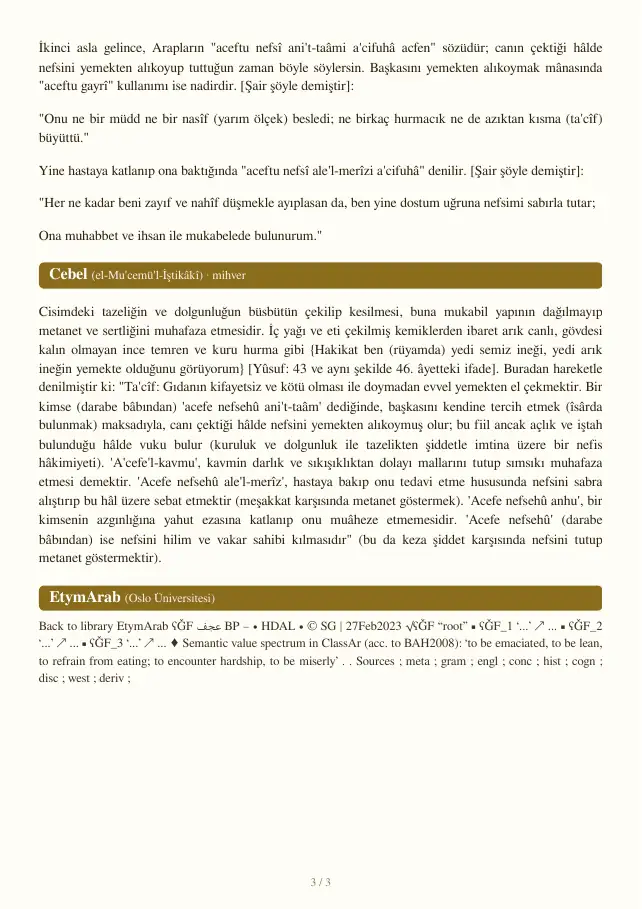 İkinci asla gelince, Arapların "aceftu nefsî ani't-taâmi a'cifuhâ acfen" sözüdür; canın çektiği hâlde
nefsini yemekten alıkoyup tuttuğun zaman böyle söylersin. Başkasını yemekten alıkoymak mânasında
"aceftu gayrî" kullanımı ise nadirdir. [Şair şöyle demiştir]:
"Onu ne bir müdd ne bir nasîf (yarım ölçek) besledi; ne birkaç hurmacık ne de azıktan kısma (ta'cîf)
büyüttü."
Yine hastaya katlanıp ona baktığında "aceftu nefsî ale'l-merîzi a'cifuhâ" denilir. [Şair şöyle demiştir]:
"Her ne kadar beni zayıf ve nahîf düşmekle ayıplasan da, ben yine dostum uğruna nefsimi sabırla tutar;
Ona muhabbet ve ihsan ile mukabelede bulunurum."
Cebel (el-Mu'cemü'l-İştikâkî) · mihver
Cisimdeki tazeliğin ve dolgunluğun büsbütün çekilip kesilmesi, buna mukabil yapının dağılmayıp
metanet ve sertliğini muhafaza etmesidir. İç yağı ve eti çekilmiş kemiklerden ibaret arık canlı, gövdesi
kalın olmayan ince temren ve kuru hurma gibi {Hakikat ben (rüyamda) yedi semiz ineği, yedi arık
ineğin yemekte olduğunu görüyorum} [Yûsuf: 43 ve aynı şekilde 46. âyetteki ifade]. Buradan hareketle
denilmiştir ki: "Ta'cîf: Gıdanın kifayetsiz ve kötü olması ile doymadan evvel yemekten el çekmektir. Bir
kimse (darabe bâbından) 'acefe nefsehû ani't-taâm' dediğinde, başkasını kendine tercih etmek (îsârda
bulunmak) maksadıyla, canı çektiği hâlde nefsini yemekten alıkoymuş olur; bu fiil ancak açlık ve iştah
bulunduğu hâlde vuku bulur (kuruluk ve dolgunluk ile tazelikten şiddetle imtina üzere bir nefis
hâkimiyeti). 'A'cefe'l-kavmu', kavmin darlık ve sıkışıklıktan dolayı mallarını tutup sımsıkı muhafaza
etmesi demektir. 'Acefe nefsehû ale'l-merîz', hastaya bakıp onu tedavi etme hususunda nefsini sabra
alıştırıp bu hâl üzere sebat etmektir (meşakkat karşısında metanet göstermek). 'Acefe nefsehû anhu', bir
kimsenin azgınlığına yahut ezasına katlanıp onu muâheze etmemesidir. 'Acefe nefsehû' (darabe
bâbından) ise nefsini hilim ve vakar sahibi kılmasıdır" (bu da keza şiddet karşısında nefsini tutup
metanet göstermektir).
EtymArab (Oslo Üniversitesi)
Back to library EtymArab ʕǦF عجف BP – • HDAL • © SG | 27Feb2023 √ʕǦF “root” ▪ ʕǦF_1 ‘...’ ↗ ... ▪ ʕǦF_2
‘...’ ↗ ... ▪ ʕǦF_3 ‘...’ ↗ ... ♦ Semantic value spectrum in ClassAr (acc. to BAH2008): ‘to be emaciated, to be lean,
to refrain from eating; to encounter hardship, to be miserly’ . . Sources ; meta ; gram ; engl ; conc ; hist ; cogn ;
disc ; west ; deriv ;
3 / 3